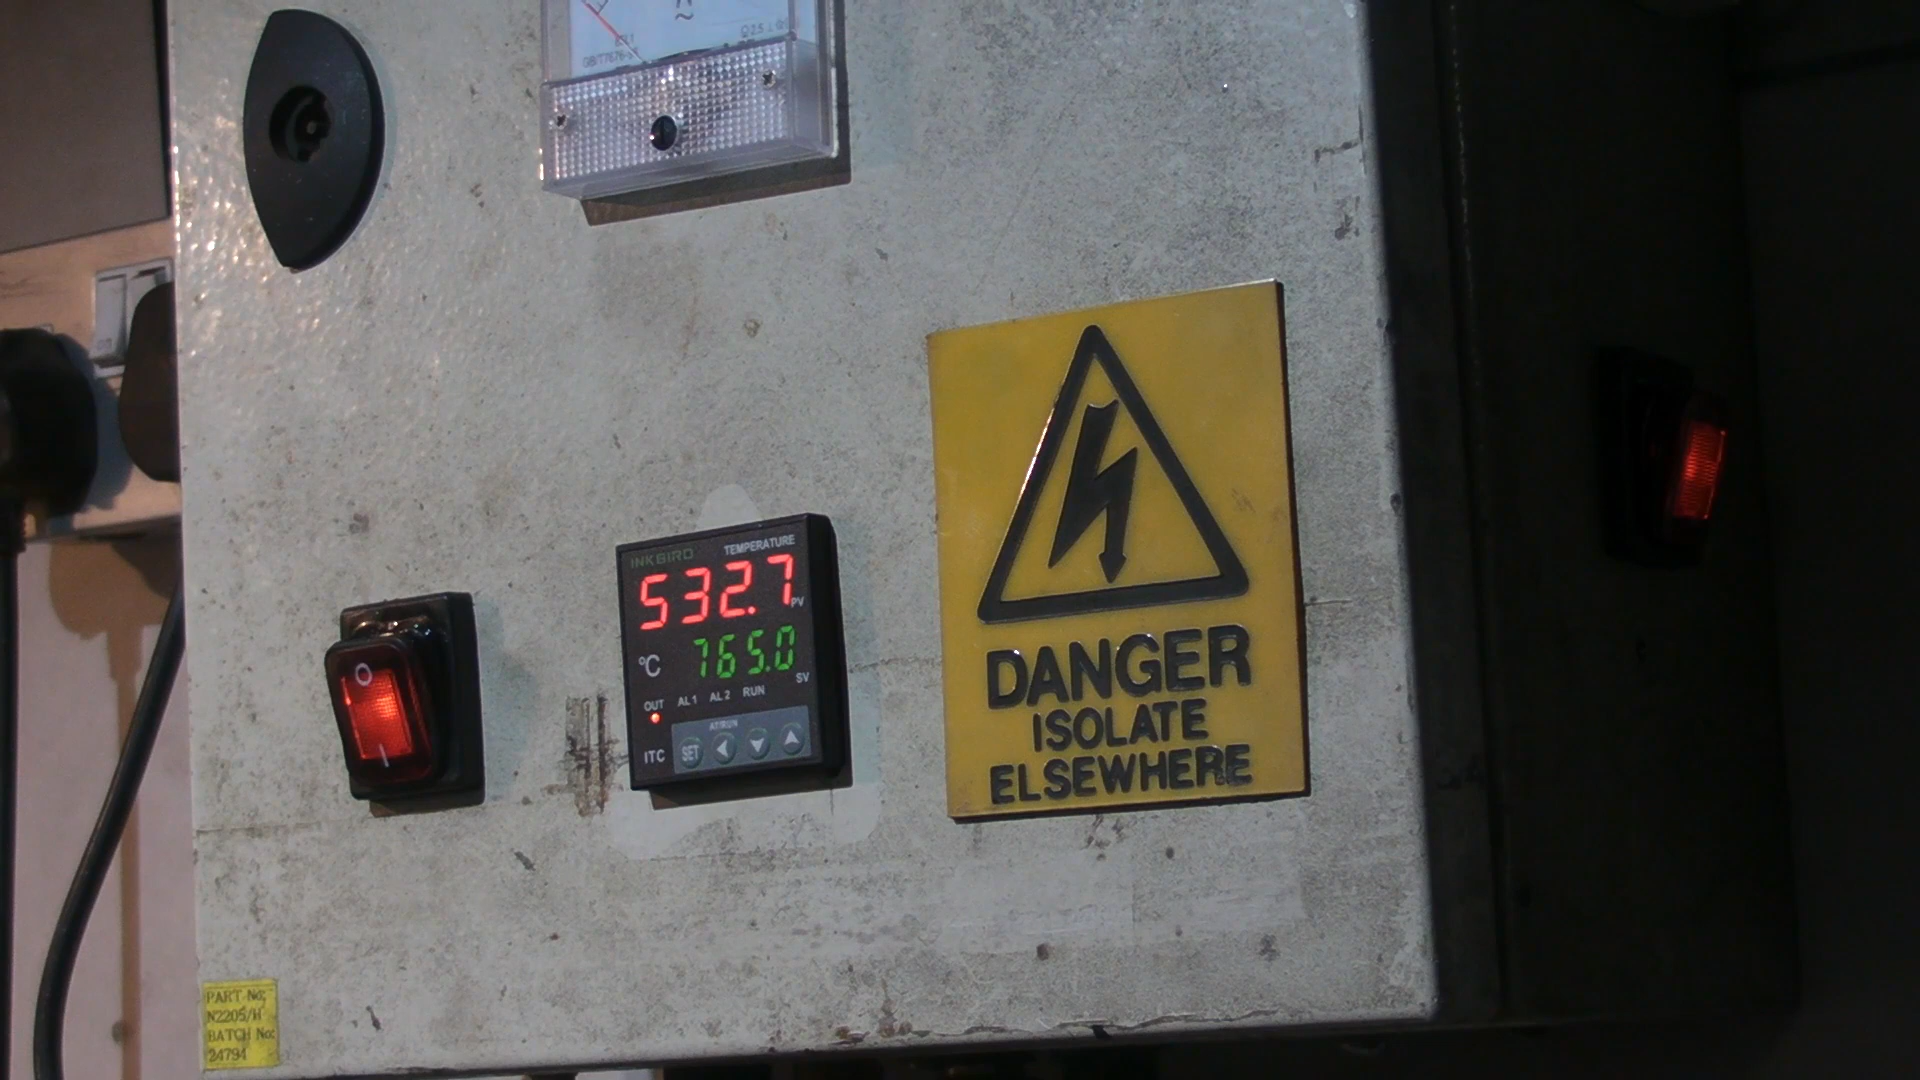 A
INKBIRD TEMPERATURE
532.7 PV
°C 765.0 SV
OUT AL1 AL2 RUN
AT/RUN
ITC SET
O
DANGER
ISOLATE
ELSEWHERE
PART No:
N2205/H
BATCH No:
24794